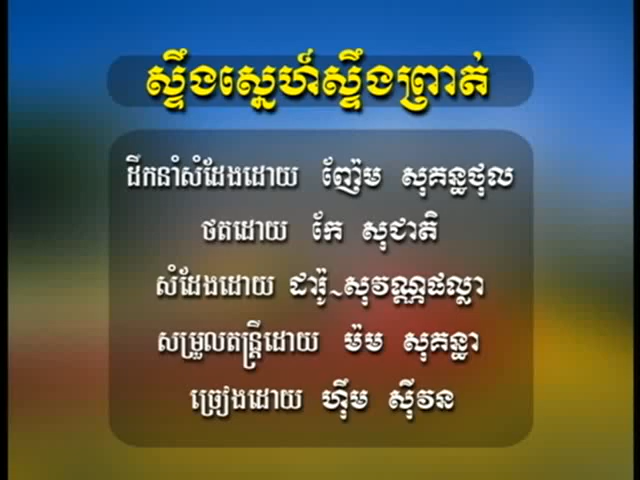 ស្ទឹងស្នេហ៍ស្ទឹងព្រាត់
ដឹកនាំសំដែងដោយ ញ៉ែម សុគន្ធថុល
ថតដោយ កែ សុជាតិ
សំដែងដោយ ដារ៉ូ~សុវណ្ណផល្លា
សម្រួលតន្រ្តីដោយ ម៉ម សុគន្ធា
ច្រៀងដោយ ហ៊ឹម ស៊ីវន